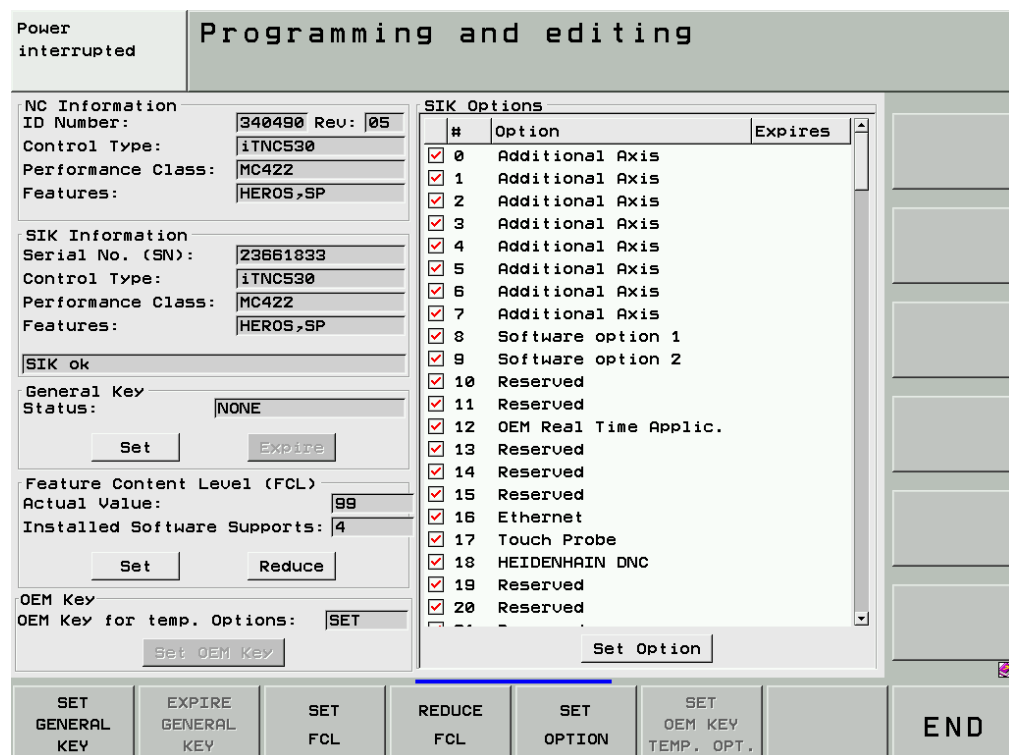 Power
interrupted
Programming and editing
NC Information
ID Number: 340490 Rev: 05
Control Type: iTNC530
Performance Class: MC422
Features: HEROS,SP
SIK Information
Serial No. (SN): 23661833
Control Type: iTNC530
Performance Class: MC422
Features: HEROS,SP
SIK ok
General Key
Status: NONE
Set Expire
Feature Content Level (FCL)
Actual Value: 99
Installed Software Supports: 4
Set Reduce
OEM Key
OEM Key for temp. Options: SET
Set OEM Key
SIK Options
# Option Expires
0 Additional Axis
1 Additional Axis
2 Additional Axis
3 Additional Axis
4 Additional Axis
5 Additional Axis
6 Additional Axis
7 Additional Axis
8 Software option 1
9 Software option 2
10 Reserved
11 Reserved
12 OEM Real Time Applic.
13 Reserved
14 Reserved
15 Reserved
16 Ethernet
17 Touch Probe
18 HEIDENHAIN DNC
19 Reserved
20 Reserved
Set Option
SET
GENERAL
KEY
EXPIRE
GENERAL
KEY
SET
FCL
REDUCE
FCL
SET
OPTION
SET
OEM KEY
TEMP. OPT.
END